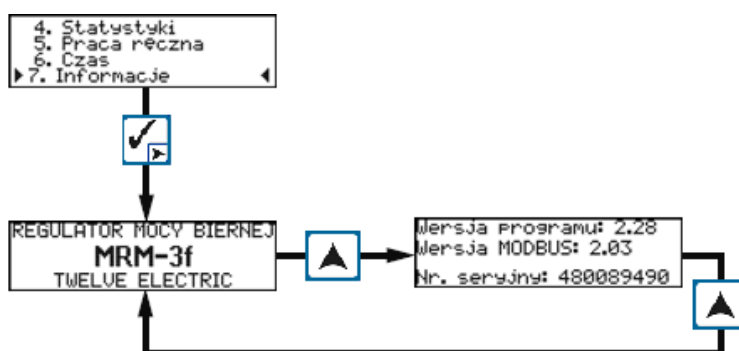 4. Statystyki
5. Praca ręczna
6. Czas
7. Informacje
REGULATOR MOCY BIERNEJ
MRM-3f
TWELVE ELECTRIC
Wersja programu: 2.28
Wersja MODBUS: 2.03
Nr. seryjny: 480089490